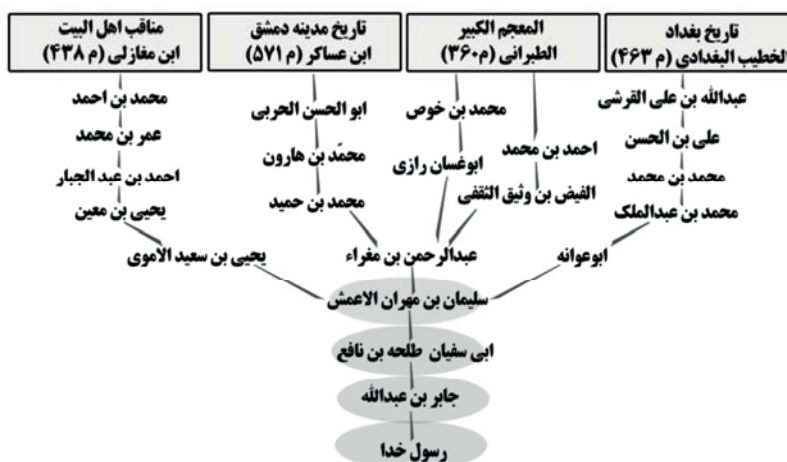 تاریخ بغداد
الخطیب البغدادی (م ۴۶۳)
المعجم الکبیر
الطبرانی (م۳۶۰)
تاریخ مدینه دمشق
ابن عساکر (م ۵۷۱)
مناقب اهل البیت
ابن مغازلی (م ۴۳۸)
عبدالله بن علی القرشی
علی بن الحسن
محمد بن محمد
محمد بن عبدالملک
ابوعوانه
احمد بن محمد
الفیض بن وثیق الثقفی
محمد بن خوص
ابوغسان رازی
عبدالرحمن بن مغراء
ابو الحسن الحربی
محمّد بن هارون
محمد بن حمید
محمد بن احمد
عمر بن محمد
احمد بن عبد الجبار
یحیی بن معین
یحیی بن سعید الاموی
سلیمان بن مهران الاعمش
ابی سفیان طلحه بن نافع
جابر بن عبدالله
رسول خدا